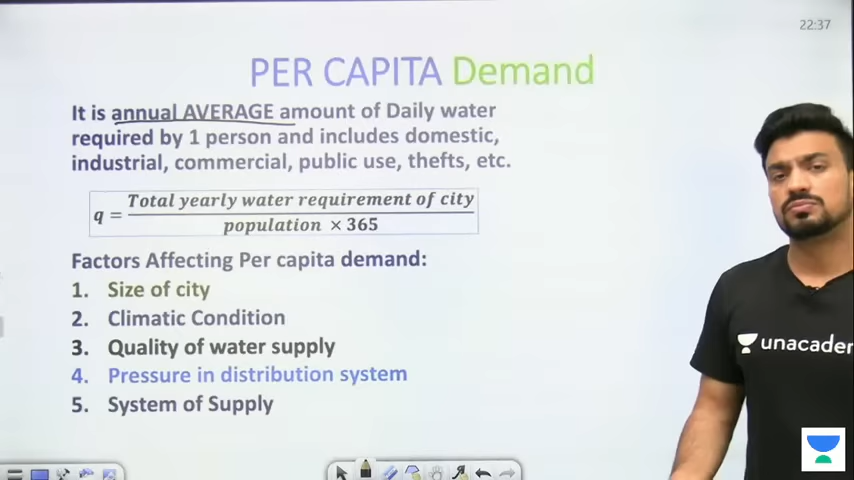 22:37
PER CAPITA Demand
It is annual AVERAGE amount of Daily water
required by 1 person and includes domestic,
industrial, commercial, public use, thefts, etc.
q = Total yearly water requirement of city
population × 365
Factors Affecting Per capita demand:
1. Size of city
2. Climatic Condition
3. Quality of water supply
4. Pressure in distribution system
5. System of Supply
unacadem